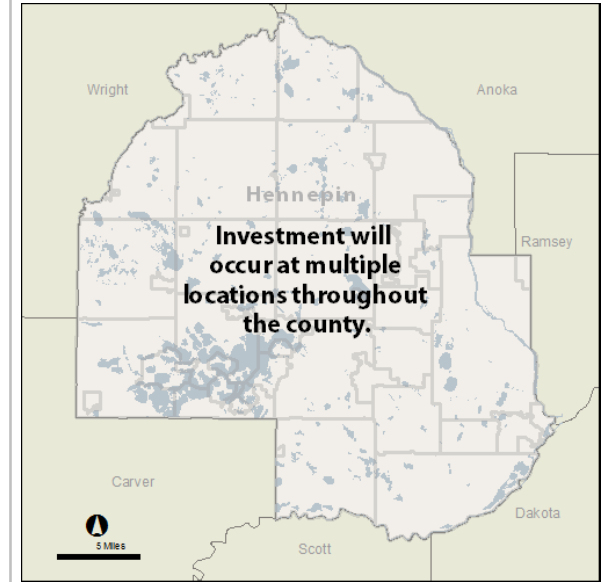 Wright
Anoka
Hennepin
Investment will
occur at multiple
locations throughout
the county.
Ramsey
Carver
Dakota
5 Miles
Scott